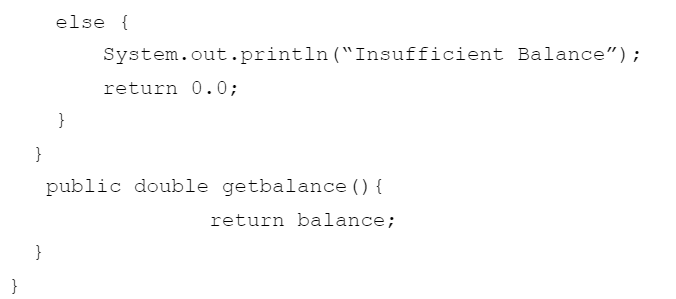 else {
System.out.println(“Insufficient Balance”);
return 0.0;
}
}
public double getbalance(){
return balance;
}
}